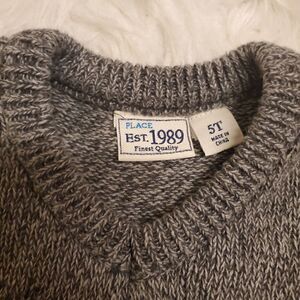 PLACE
EST. 1989
Finest Quality
5T
MADE IN
CHINA